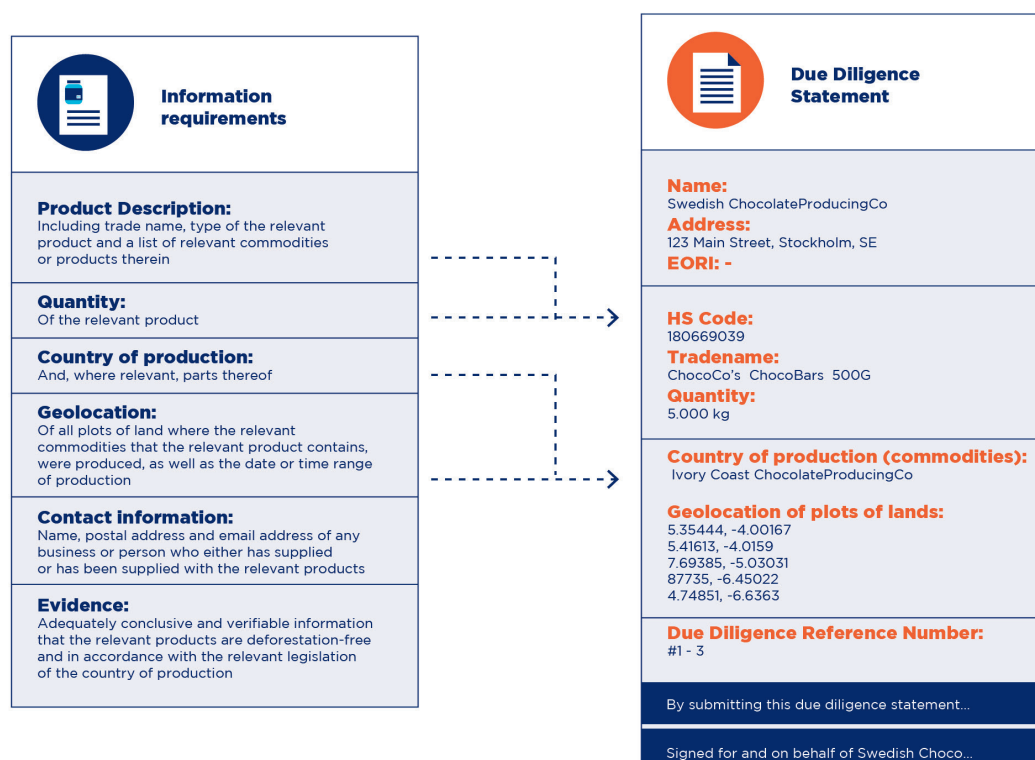 Information
requirements
Product Description:
Including trade name, type of the relevant
product and a list of relevant commodities
or products therein
Quantity:
Of the relevant product
Country of production:
And, where relevant, parts thereof
Geolocation:
Of all plots of land where the relevant
commodities that the relevant product contains,
were produced, as well as the date or time range
of production
Contact information:
Name, postal address and email address of any
business or person who either has supplied
or has been supplied with the relevant products
Evidence:
Adequately conclusive and verifiable information
that the relevant products are deforestation-free
and in accordance with the relevant legislation
of the country of production
Due Diligence
Statement
Name:
Swedish ChocolateProducingCo
Address:
123 Main Street, Stockholm, SE
EORI: -
HS Code:
180669039
Tradename:
ChocoCo's ChocoBars 500G
Quantity:
5.000 kg
Country of production (commodities):
Ivory Coast ChocolateProducingCo
Geolocation of plots of lands:
5.35444, -4.00167
5.41613, -4.0159
7.69385, -5.03031
87735, -6.45022
4.74851, -6.6363
Due Diligence Reference Number:
#1 - 3
By submitting this due diligence statement...
Signed for and on behalf of Swedish Choco...